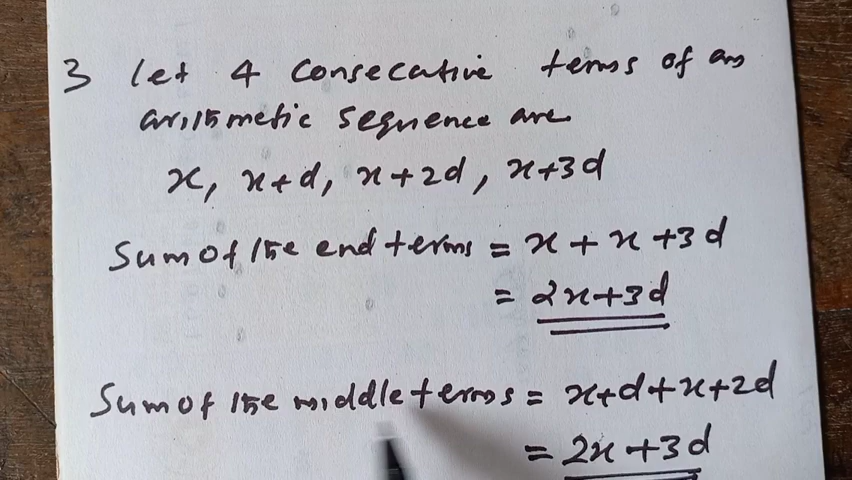 3 let 4 consecative terms of an
arithmetic sequence are
x, x+d, x+2d, x+3d
Sum of the end terms = x + x +3d
= 2x+3d
Sum of the middle terms = x+d+x+2d
= 2x+3d